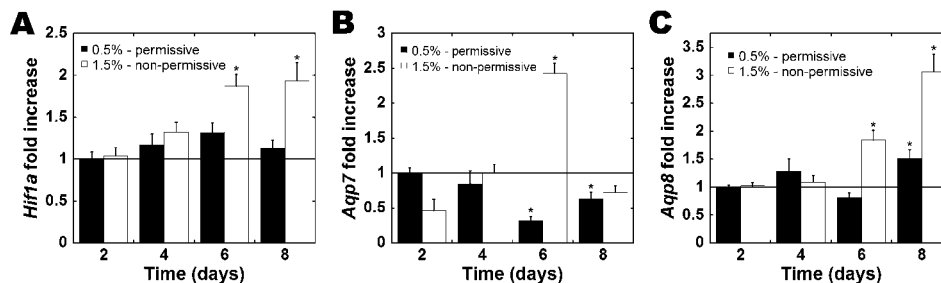 A
Hif1a fold increase
2.5
2
1.5
1
0.5
0
0.5% - permissive
1.5% - non-permissive
*
*
2 4 6 8
Time (days)
B
Aqp7 fold increase
3
2.5
2
1.5
1
0.5
0
0.5% - permissive
1.5% - non-permissive
*
*
*
2 4 6 8
Time (days)
C
Aqp8 fold increase
3.5
3
2.5
2
1.5
1
0.5
0
0.5% - permissive
1.5% - non-permissive
*
*
*
2 4 6 8
Time (days)